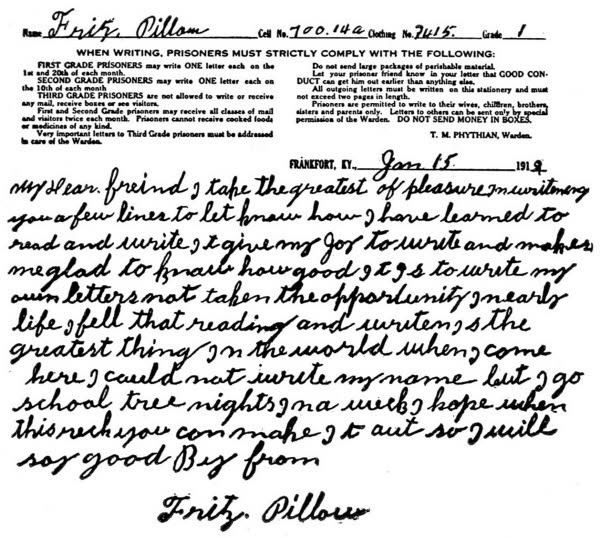 Name Fritz. Pillow Cell No. 700.14a Clothing No. 7415. Grade 1
WHEN WRITING, PRISONERS MUST STRICTLY COMPLY WITH THE FOLLOWING:
FIRST GRADE PRISONERS may write ONE letter each on the
1st and 20th of each month.
SECOND GRADE PRISONERS may write ONE letter each on
the 10th of each month
THIRD GRADE PRISONERS are not allowed to write or receive
any mail, receive boxes or see visitors.
First and Second Grade prisoners may receive all classes of mail
and visitors twice each month. Prisoners cannot receive cooked foods
or medicines of any kind.
Very important letters to Third Grade prisoners must be addressed
in care of the Warden.
Do not send large packages of perishable material.
Let your prisoner friend know in your letter that GOOD CON-
DUCT can get him out earlier than anything else.
All outgoing letters must be written on this stationery and must
not exceed two pages in length.
Prisoners are permitted to write to their wives, children, brothers,
sisters and parents only. Letters to others can be sent only by special
permission of the Warden. DO NOT SEND MONEY IN BOXES.
T. M. PHYTHIAN, Warden.
FRANKFORT, KY., Jan 15 191
My Dear. freind I take the greatest of pleasure In writeing
you a few lines to let know how I have learned to
read and write, It give my Joy to write and makes
me glad to know how good It Is to write my
own letters not taken the opportunity In early
life I fell that reading and writen Is the
greatest thing In the world when I come
here I could not write my name but I go
school tree nights In a week I hope when
this rech you con make It out so I will
say good By from
Fritz. Pillow